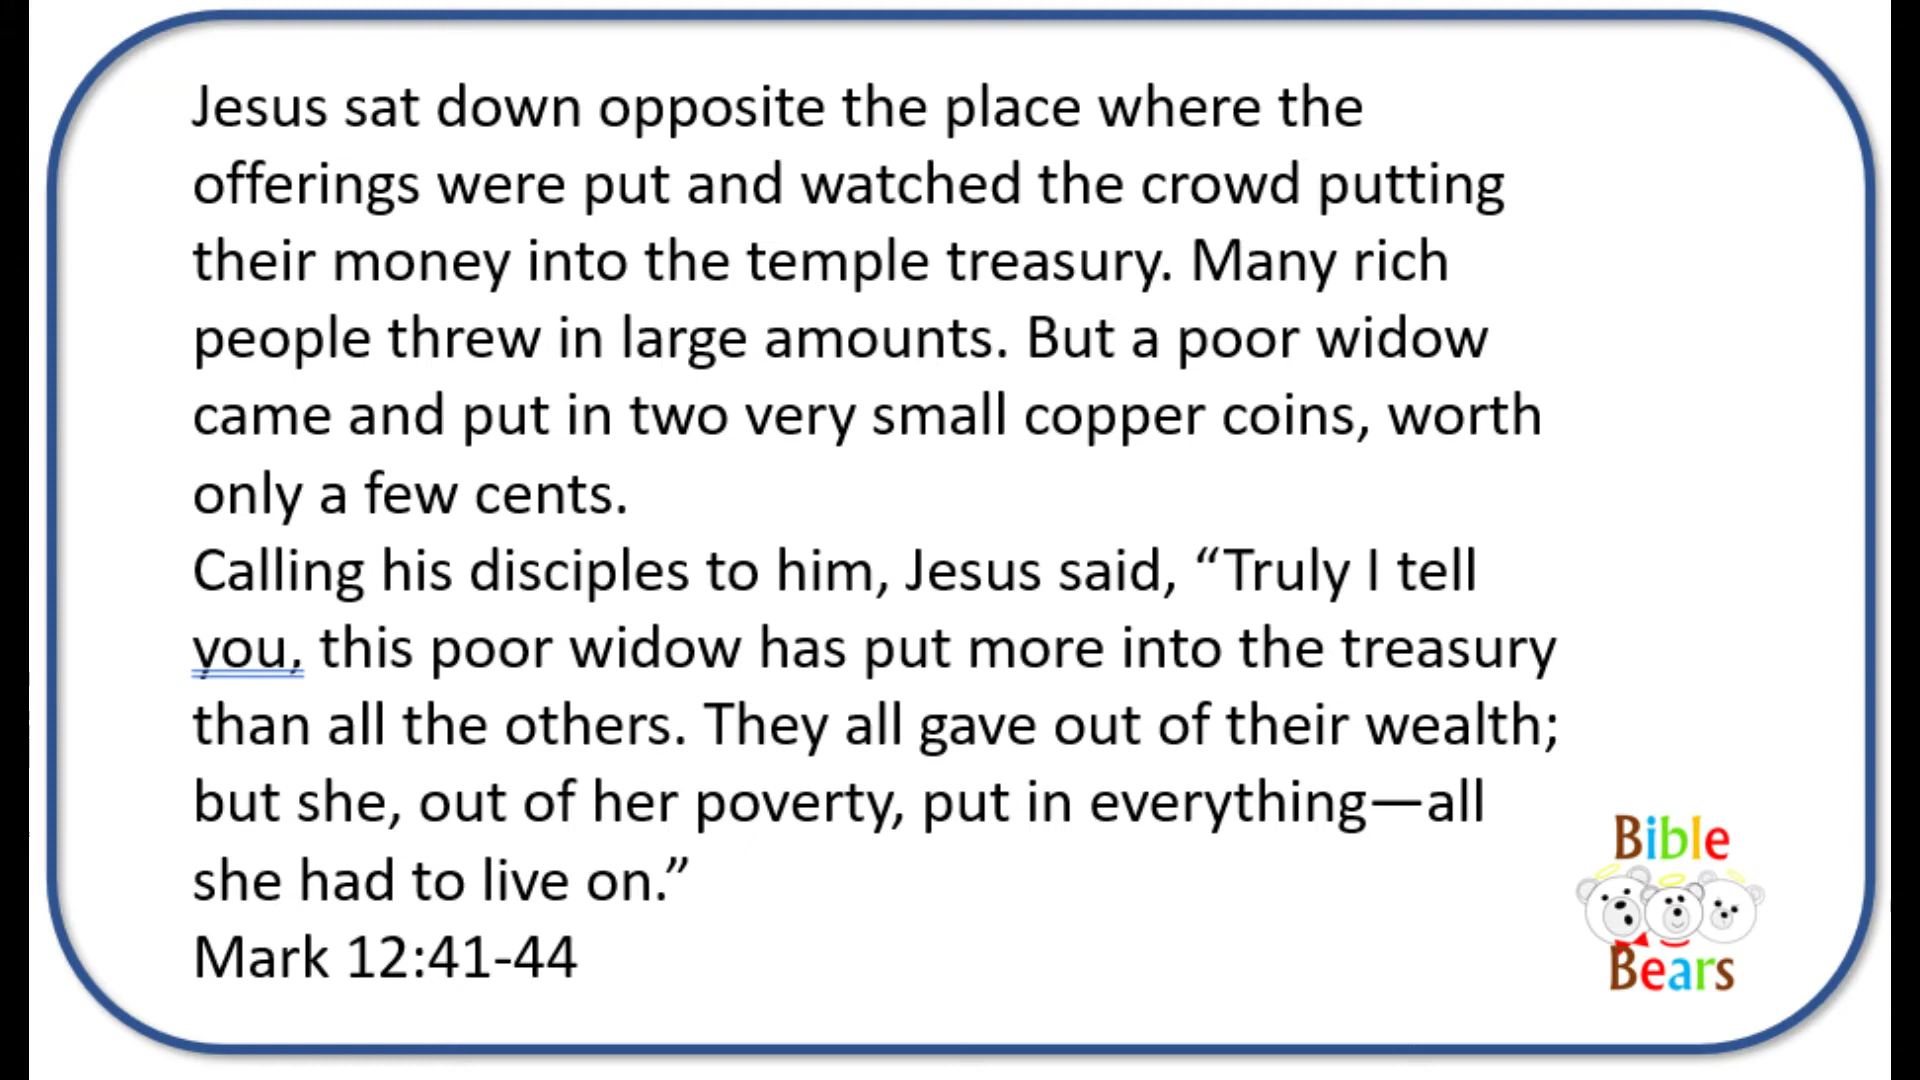 Jesus sat down opposite the place where the
offerings were put and watched the crowd putting
their money into the temple treasury. Many rich
people threw in large amounts. But a poor widow
came and put in two very small copper coins, worth
only a few cents.
Calling his disciples to him, Jesus said, “Truly I tell
you, this poor widow has put more into the treasury
than all the others. They all gave out of their wealth;
but she, out of her poverty, put in everything—all
she had to live on.”
Mark 12:41-44
Bible
Bears